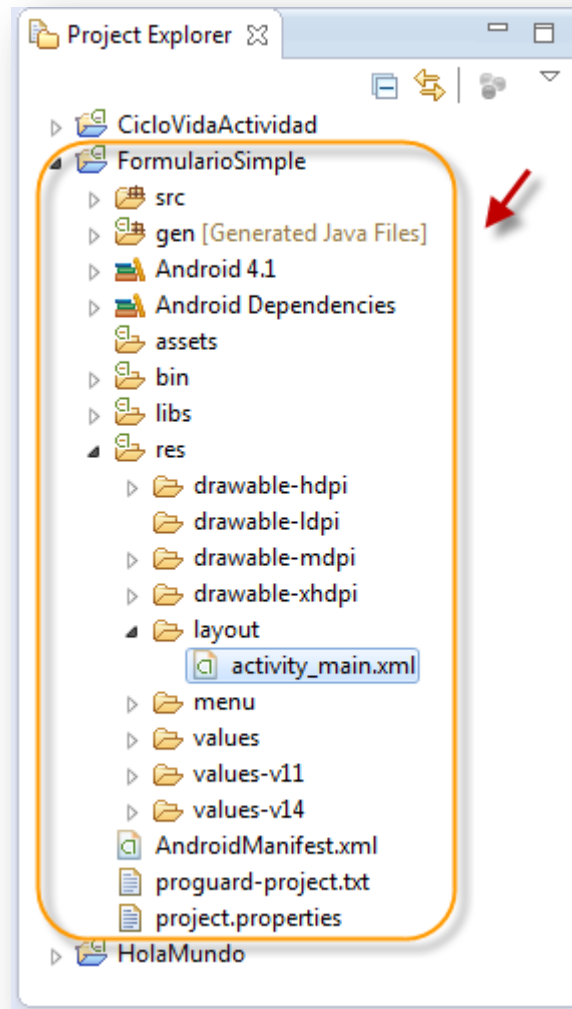 Project Explorer
CicloVidaActividad
FormularioSimple
src
gen [Generated Java Files]
Android 4.1
Android Dependencies
assets
bin
libs
res
drawable-hdpi
drawable-ldpi
drawable-mdpi
drawable-xhdpi
layout
activity_main.xml
menu
values
values-v11
values-v14
AndroidManifest.xml
proguard-project.txt
project.properties
HolaMundo